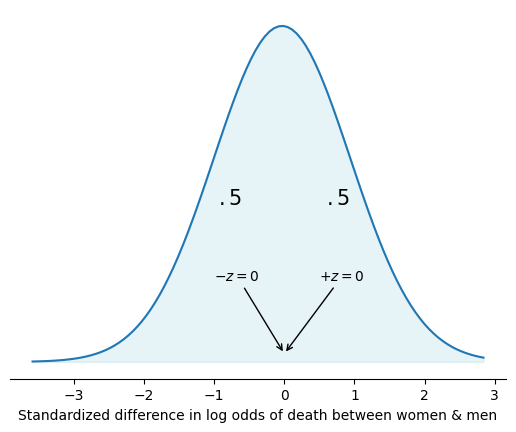 .5 .5
−z = 0 +z = 0
−3 −2 −1 0 1 2 3
Standardized difference in log odds of death between women & men